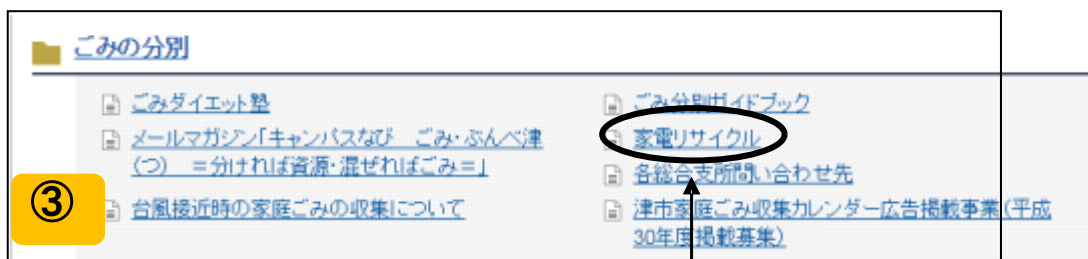 ごみの分別
ごみダイエット塾
メールマガジン「キャンパスなび　ごみ・ぶんべ津
(つ)　=分ければ資源・混ぜればごみ=」
台風接近時の家庭ごみの収集について
ごみ分別ガイドブック
家電リサイクル
各総合支所問い合わせ先
津市家庭ごみ収集カレンダー広告掲載事業(平成
30年度掲載募集)
③